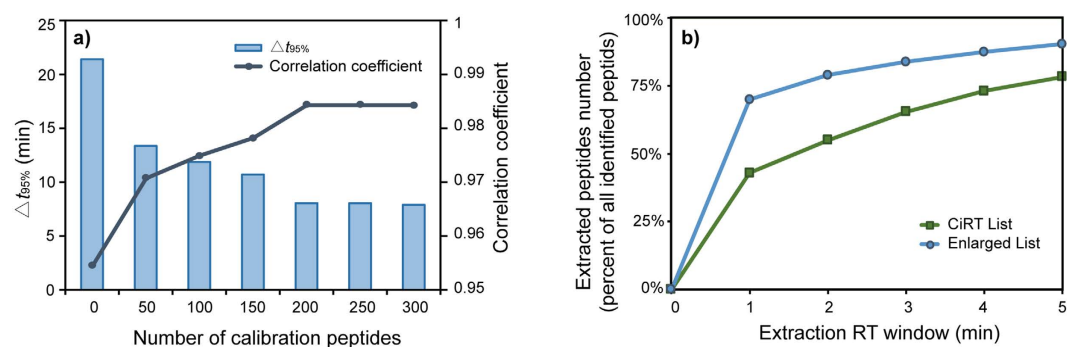 a)
△t95%
Correlation coefficient
25
20
15
10
5
0
△t95% (min)
1
0.99
0.98
0.97
0.96
0.95
Correlation coefficient
0 50 100 150 200 250 300
Number of calibration peptides
b)
100%
75%
50%
25%
0%
Extracted peptides number
(percent of all identified peptids)
CiRT List
Enlarged List
0 1 2 3 4 5
Extraction RT window (min)